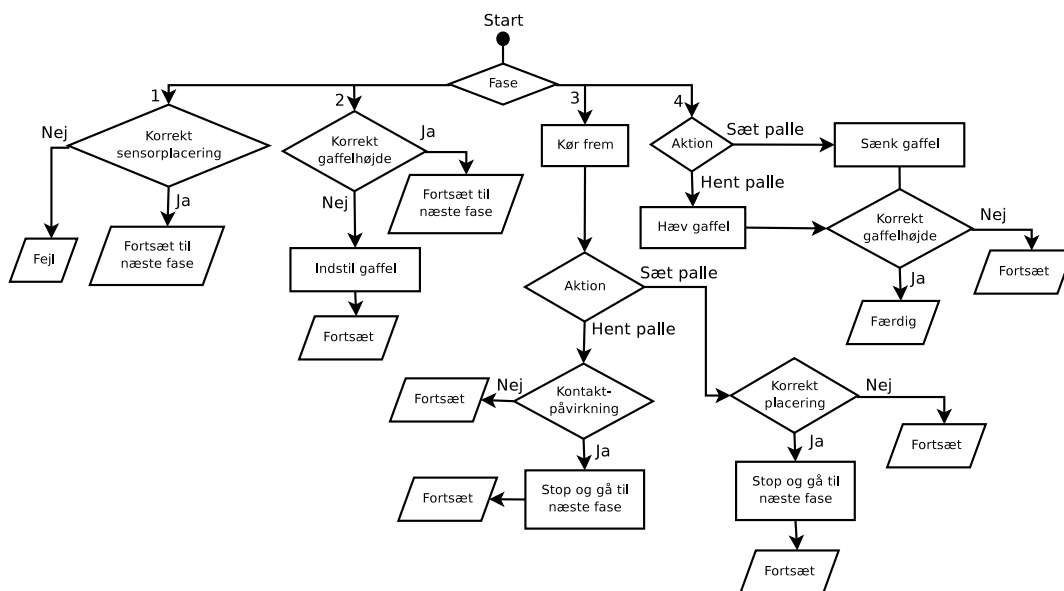 Start
Fase
1
2
3
4
Korrekt
sensorplacering
Nej
Ja
Fejl
Fortsæt til
næste fase
Korrekt
gaffelhøjde
Ja
Fortsæt til
næste fase
Nej
Indstil gaffel
Fortsæt
Kør frem
Aktion
Sæt palle
Hent palle
Kontakt-
påvirkning
Nej
Fortsæt
Ja
Stop og gå til
næste fase
Fortsæt
Korrekt
placering
Nej
Fortsæt
Ja
Stop og gå til
næste fase
Fortsæt
Aktion
Sæt palle
Sænk gaffel
Hent palle
Hæv gaffel
Korrekt
gaffelhøjde
Nej
Fortsæt
Ja
Færdig